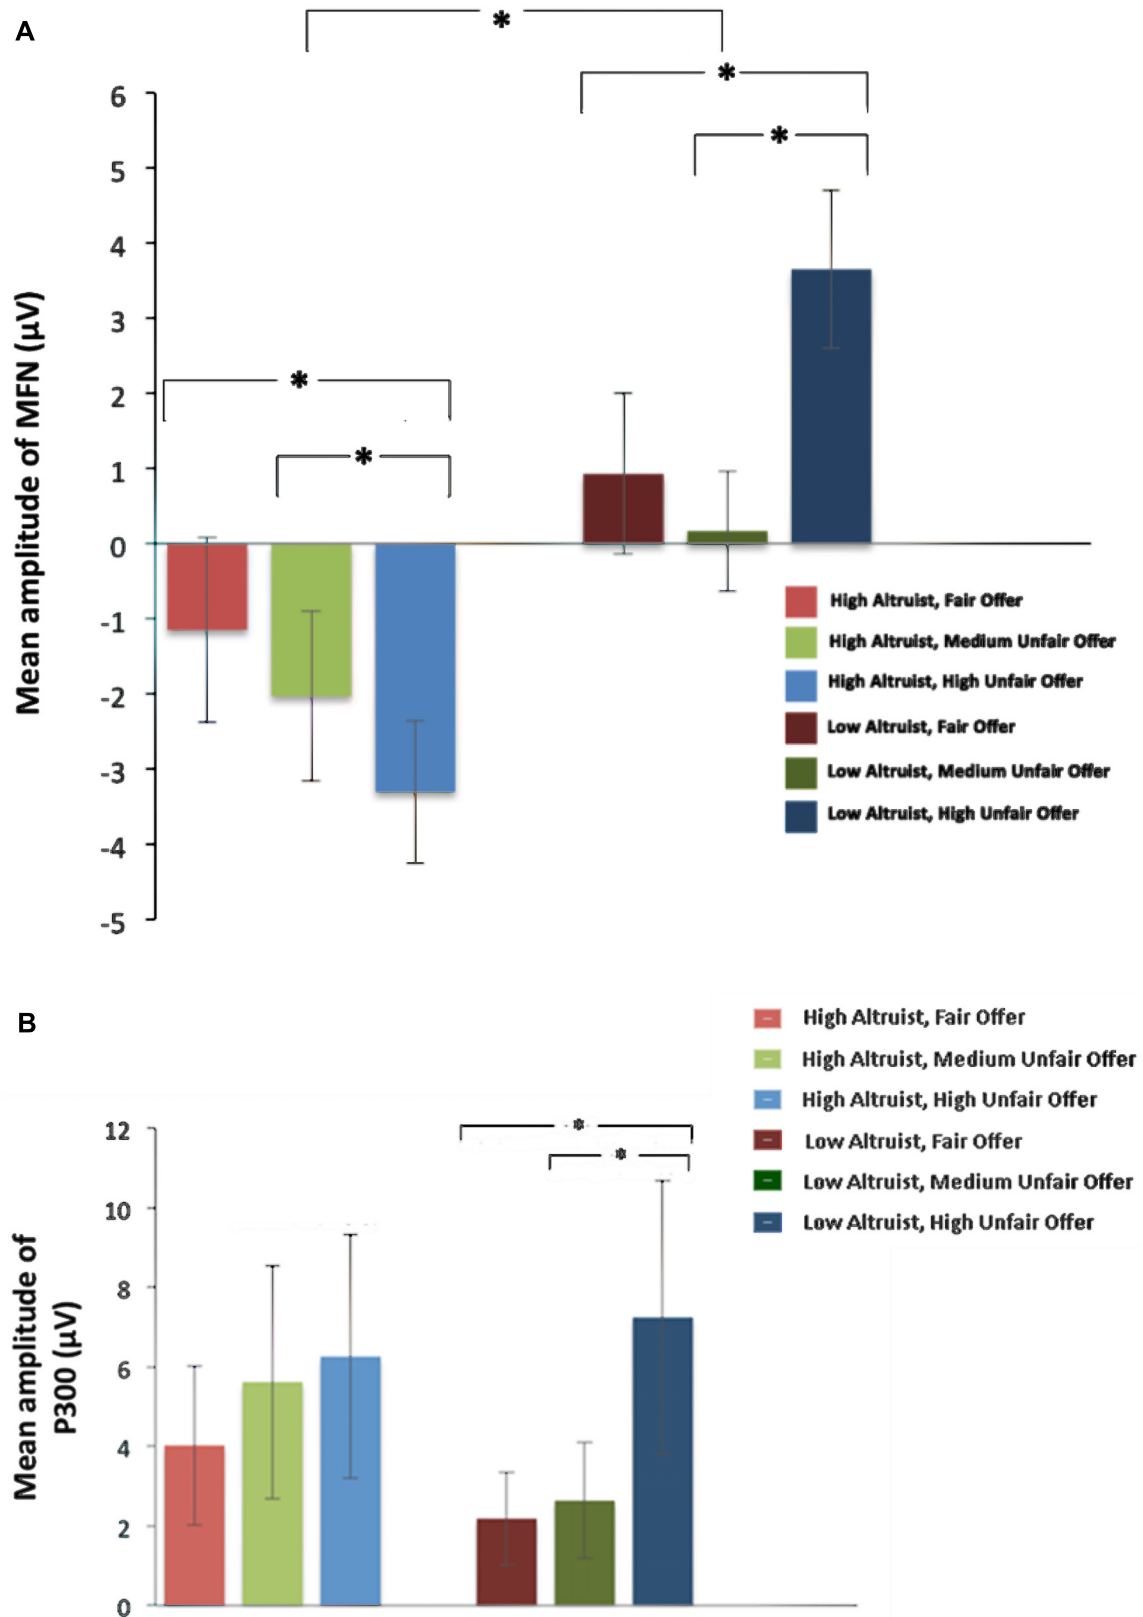 A
*
*
*
*
*
6
5
4
3
2
1
0
-1
-2
-3
-4
-5
Mean amplitude of MFN (µV)
High Altruist, Fair Offer
High Altruist, Medium Unfair Offer
High Altruist, High Unfair Offer
Low Altruist, Fair Offer
Low Altruist, Medium Unfair Offer
Low Altruist, High Unfair Offer
B
High Altruist, Fair Offer
High Altruist, Medium Unfair Offer
High Altruist, High Unfair Offer
Low Altruist, Fair Offer
Low Altruist, Medium Unfair Offer
Low Altruist, High Unfair Offer
*
*
12
10
8
6
4
2
0
Mean amplitude of
P300 (µV)